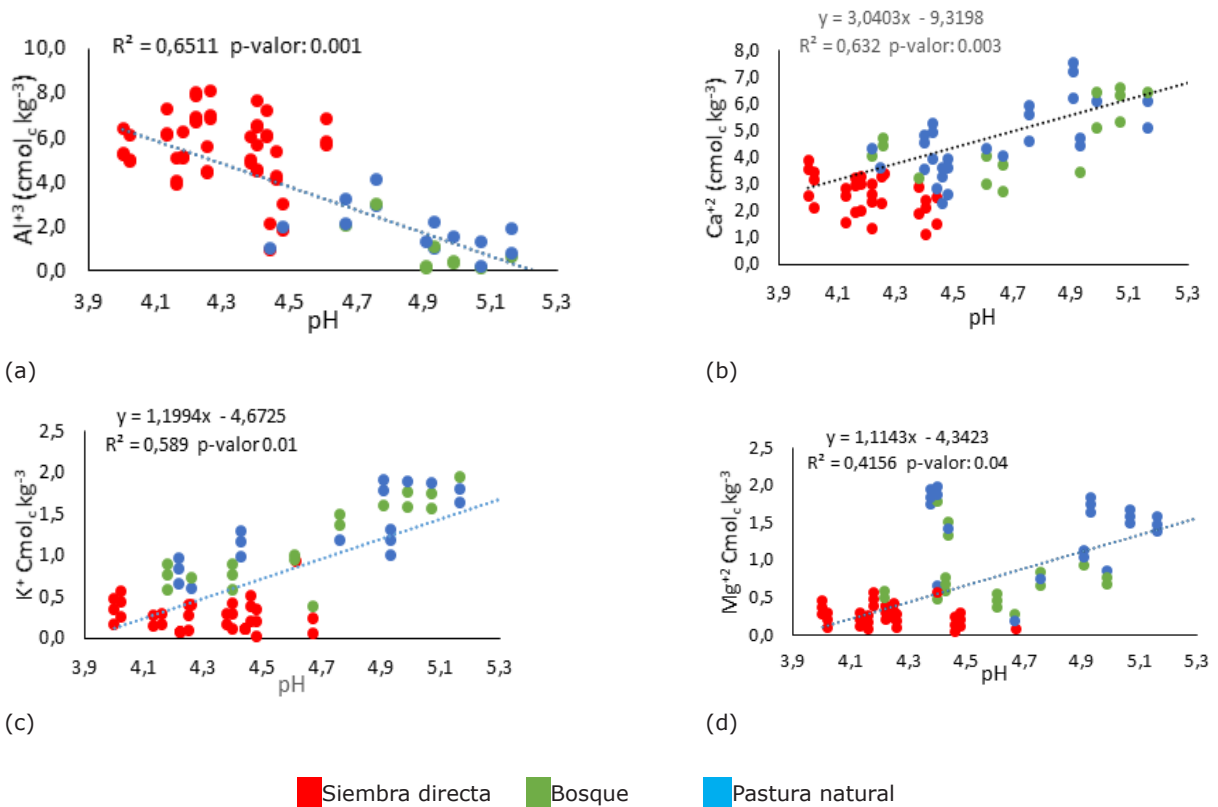 R² = 0,6511 p-valor: 0.001
Al⁺³ (cmol꜀ kg⁻³)
10,0
8,0
6,0
4,0
2,0
0,0
3,9 4,1 4,3 4,5 4,7 4,9 5,1 5,3
pH
(a)
y = 3,0403x - 9,3198
R² = 0,632 p-valor: 0.003
Ca⁺² (cmol꜀ kg⁻³)
8,0
7,0
6,0
5,0
4,0
3,0
2,0
1,0
0,0
3,9 4,1 4,3 4,5 4,7 4,9 5,1 5,3
pH
(b)
y = 1,1994x - 4,6725
R² = 0,589 p-valor 0.01
K⁺ Cmol꜀ kg⁻³
2,5
2,0
1,5
1,0
0,5
0,0
3,9 4,1 4,3 4,5 4,7 4,9 5,1 5,3
pH
(c)
y = 1,1143x - 4,3423
R² = 0,4156 p-valor: 0.04
Mg⁺² Cmol꜀ kg⁻³
2,5
2,0
1,5
1,0
0,5
0,0
3,9 4,1 4,3 4,5 4,7 4,9 5,1 5,3
pH
(d)
Siembra directa Bosque Pastura natural